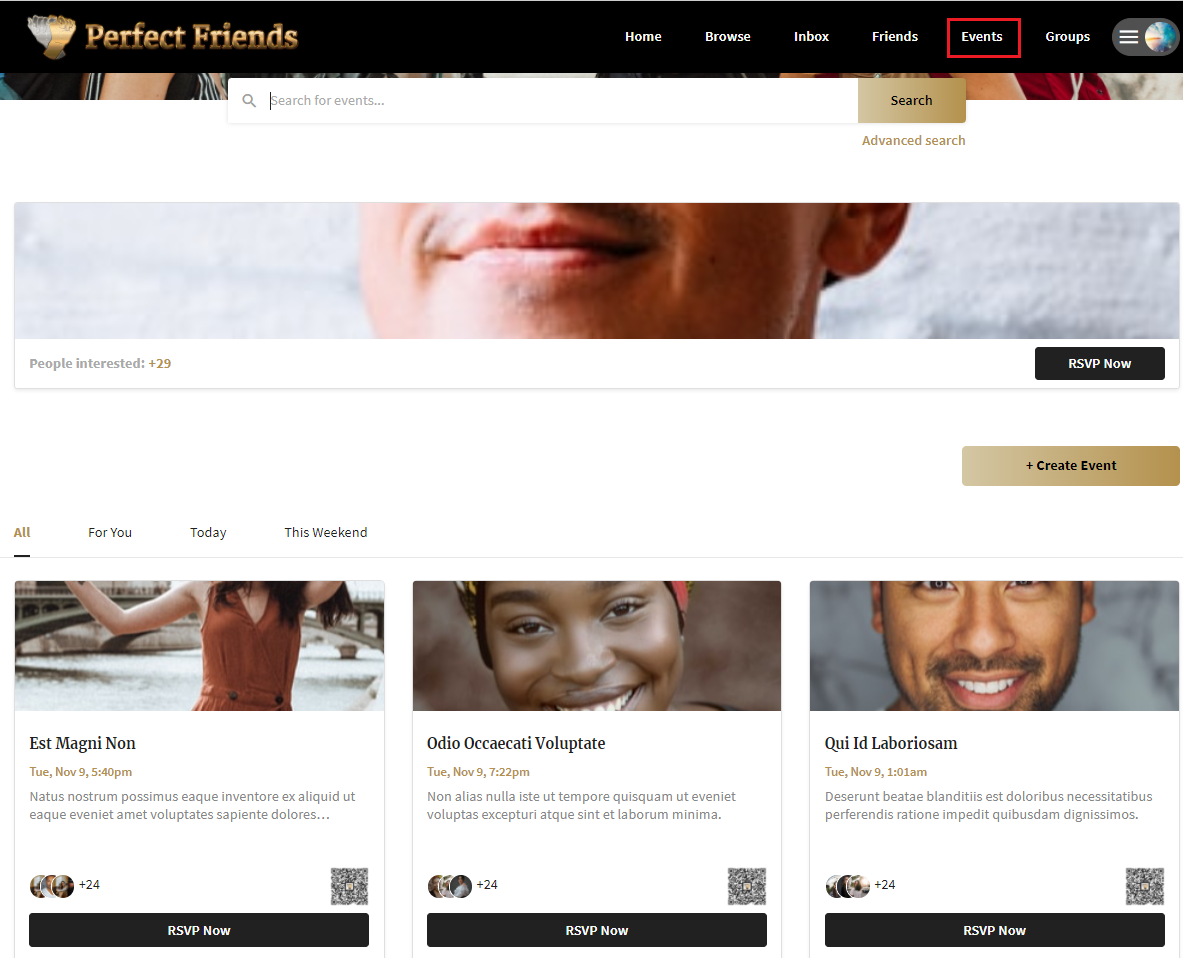 Perfect Friends
Home Browse Inbox Friends Events Groups
Search for events...
Search
Advanced search
People interested: +29
RSVP Now
+ Create Event
All For You Today This Weekend
Est Magni Non
Tue, Nov 9, 5:40pm
Natus nostrum possimus eaque inventore ex aliquid ut
eaque eveniet amet voluptates sapiente dolores...
+24
RSVP Now
Odio Occaecati Voluptate
Tue, Nov 9, 7:22pm
Non alias nulla iste ut tempore quisquam ut eveniet
voluptas excepturi atque sint et laborum minima.
+24
RSVP Now
Qui Id Laboriosam
Tue, Nov 9, 1:01am
Deserunt beatae blanditiis est doloribus necessitatibus
perferendis ratione impedit quibusdam dignissimos.
+24
RSVP Now